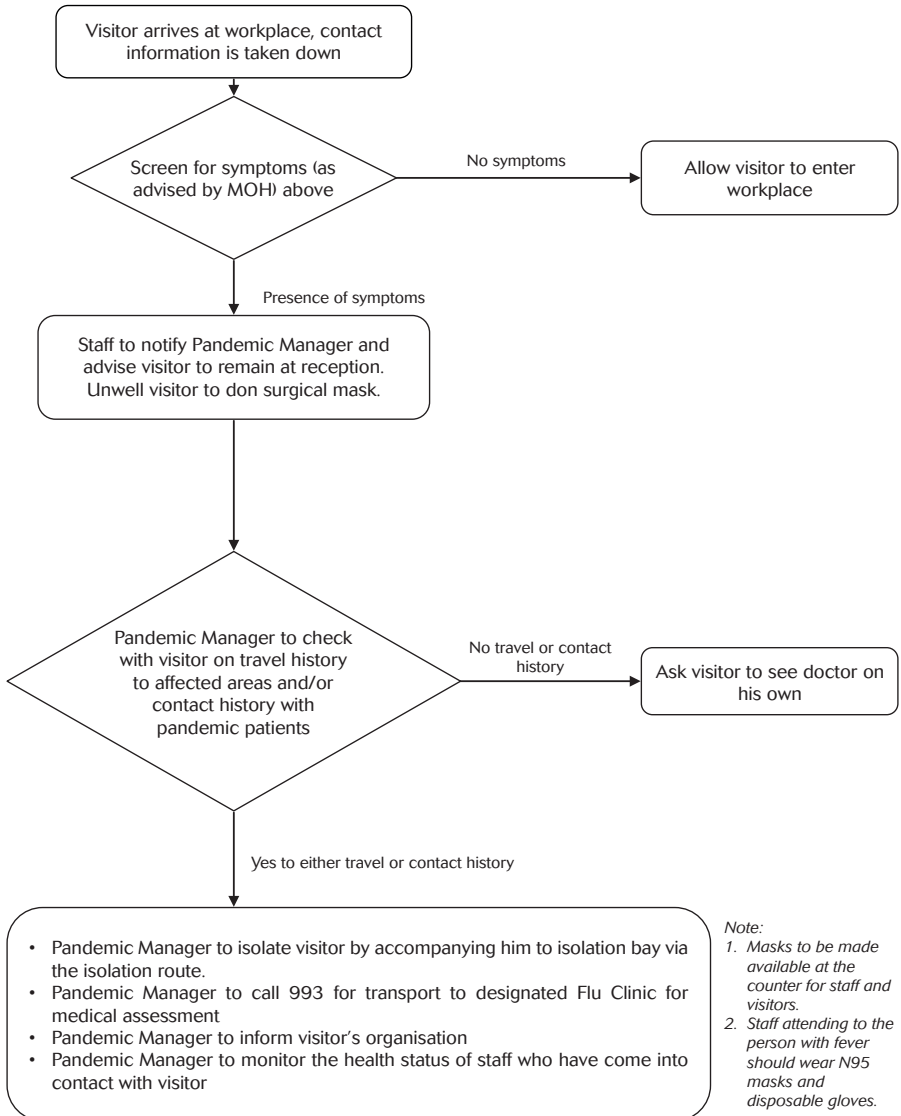 Visitor arrives at workplace, contact
information is taken down
Screen for symptoms (as
advised by MOH) above
No symptoms
Allow visitor to enter
workplace
Presence of symptoms
Staff to notify Pandemic Manager and
advise visitor to remain at reception.
Unwell visitor to don surgical mask.
Pandemic Manager to check
with visitor on travel history
to affected areas and/or
contact history with
pandemic patients
No travel or contact
history
Ask visitor to see doctor on
his own
Yes to either travel or contact history
• Pandemic Manager to isolate visitor by accompanying him to isolation bay via
the isolation route.
• Pandemic Manager to call 993 for transport to designated Flu Clinic for
medical assessment
• Pandemic Manager to inform visitor's organisation
• Pandemic Manager to monitor the health status of staff who have come into
contact with visitor
Note:
1. Masks to be made
available at the
counter for staff and
visitors.
2. Staff attending to the
person with fever
should wear N95
masks and
disposable gloves.